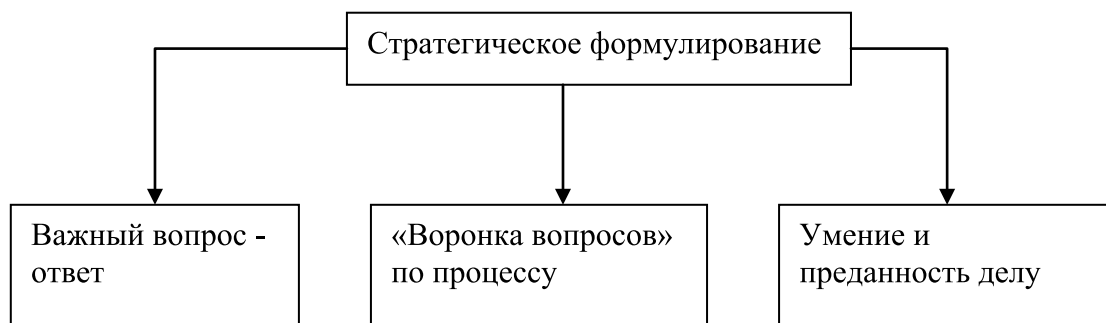 Стратегическое формулирование
Важный вопрос -
ответ
«Воронка вопросов»
по процессу
Умение и
преданность делу